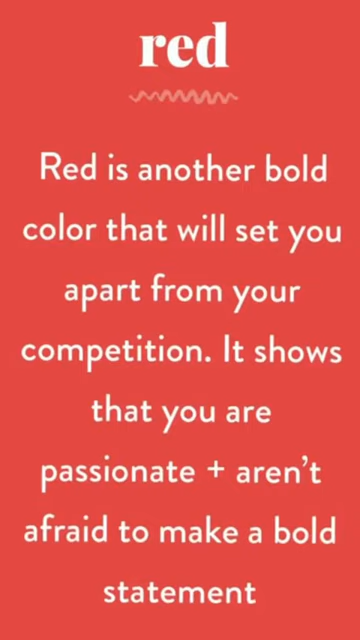 red
Red is another bold
color that will set you
apart from your
competition. It shows
that you are
passionate + aren't
afraid to make a bold
statement